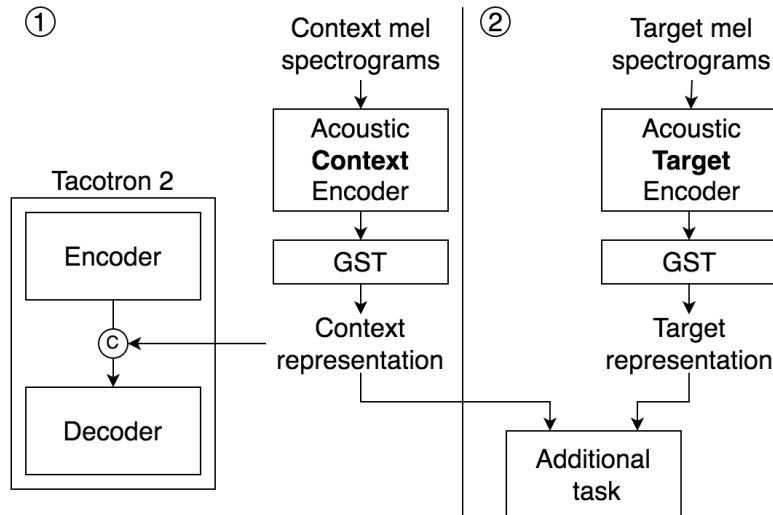 ①
Context mel
spectrograms
Acoustic
Context
Encoder
GST
Context
representation
Tacotron 2
Encoder
C
Decoder
②
Target mel
spectrograms
Acoustic
Target
Encoder
GST
Target
representation
Additional
task